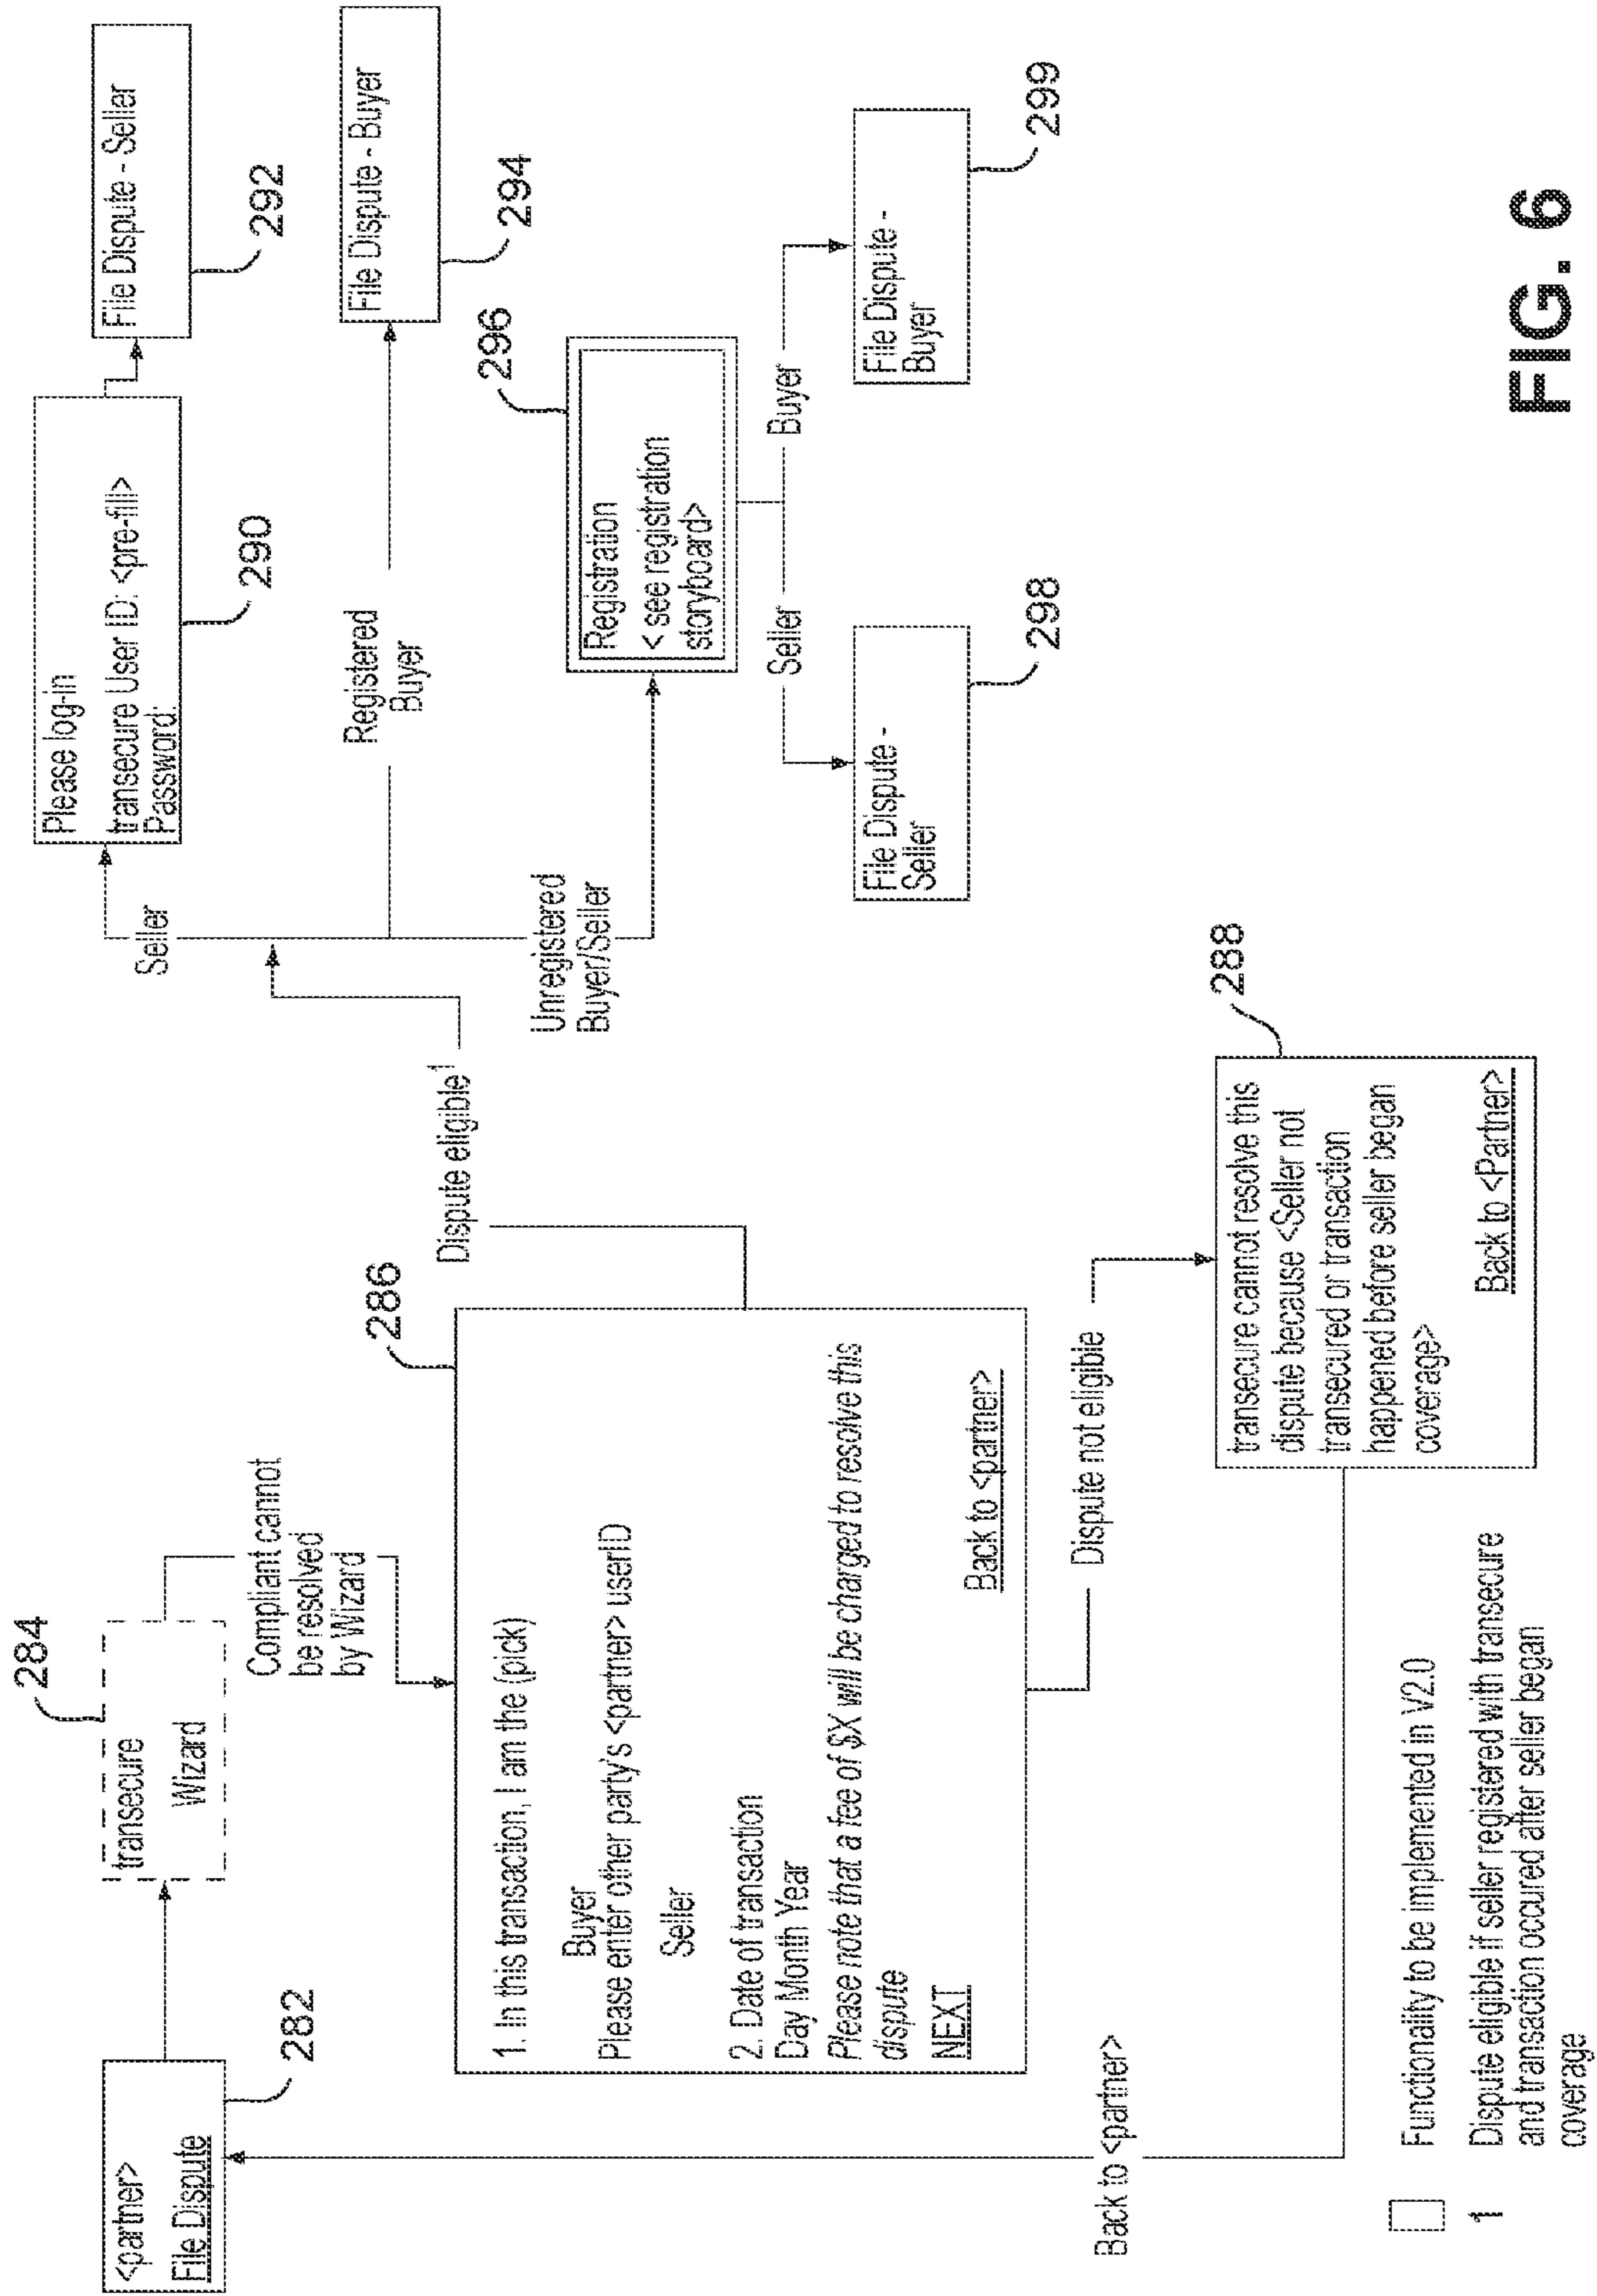 <partner>
File Dispute
282
284
transecure
Wizard
Compliant cannot
be resolved
by Wizard
286
1. In this transaction, I am the (pick)
Buyer
Please enter other party's <partner> userID
Seller
2. Date of transaction
Day Month Year
Please note that a fee of $X will be charged to resolve this
dispute
NEXT
Back to <partner>
Dispute eligible1
Seller
Please log-in
transecure User ID: <pre-fill>
Password:
290
File Dispute - Seller
292
Registered
Buyer
File Dispute - Buyer
294
Unregistered
Buyer/Seller
296
Registration
< see registration
storyboard>
Seller
Buyer
File Dispute -
Seller
298
File Dispute -
Buyer
299
Dispute not eligible
288
transecure cannot resolve this
dispute because <Seller not
transecured or transaction
happened before seller began
coverage>
Back to <Partner>
Back to <partner>
Functionality to be implemented in V2.0
1 Dispute eligible if seller registered with transecure
and transaction occured after seller began
coverage
FIG. 6